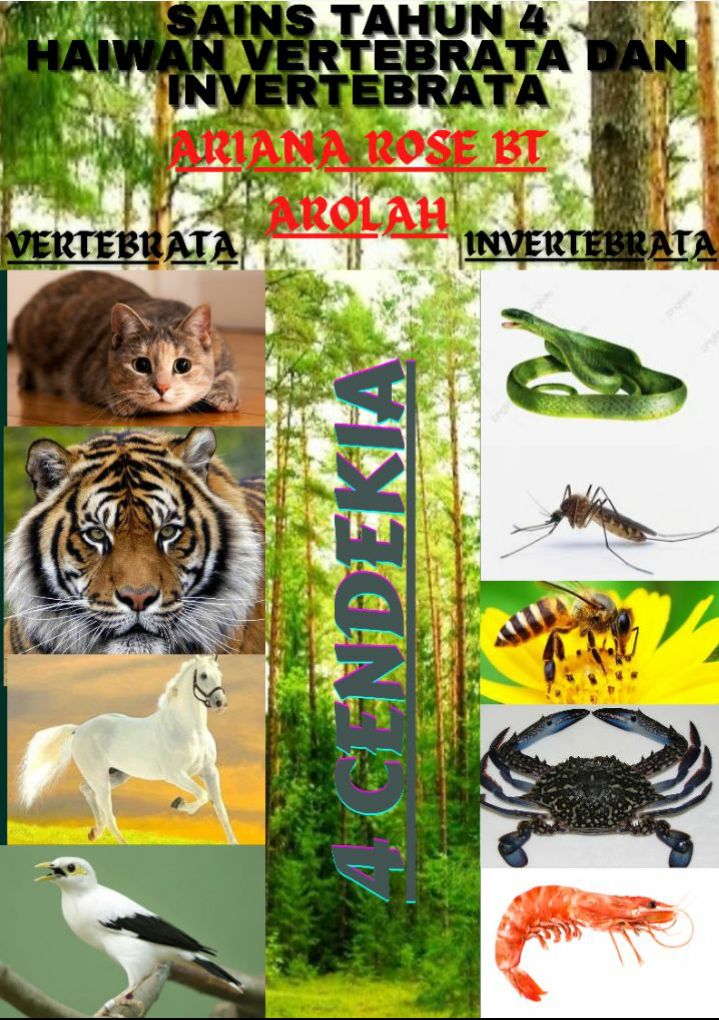 SAINS TAHUN 4
HAIWAN VERTEBRATA DAN
INVERTEBRATA
ARIANA ROSE BT
AROLAH
VERTEBRATA
INVERTEBRATA
4 CENDEKIA